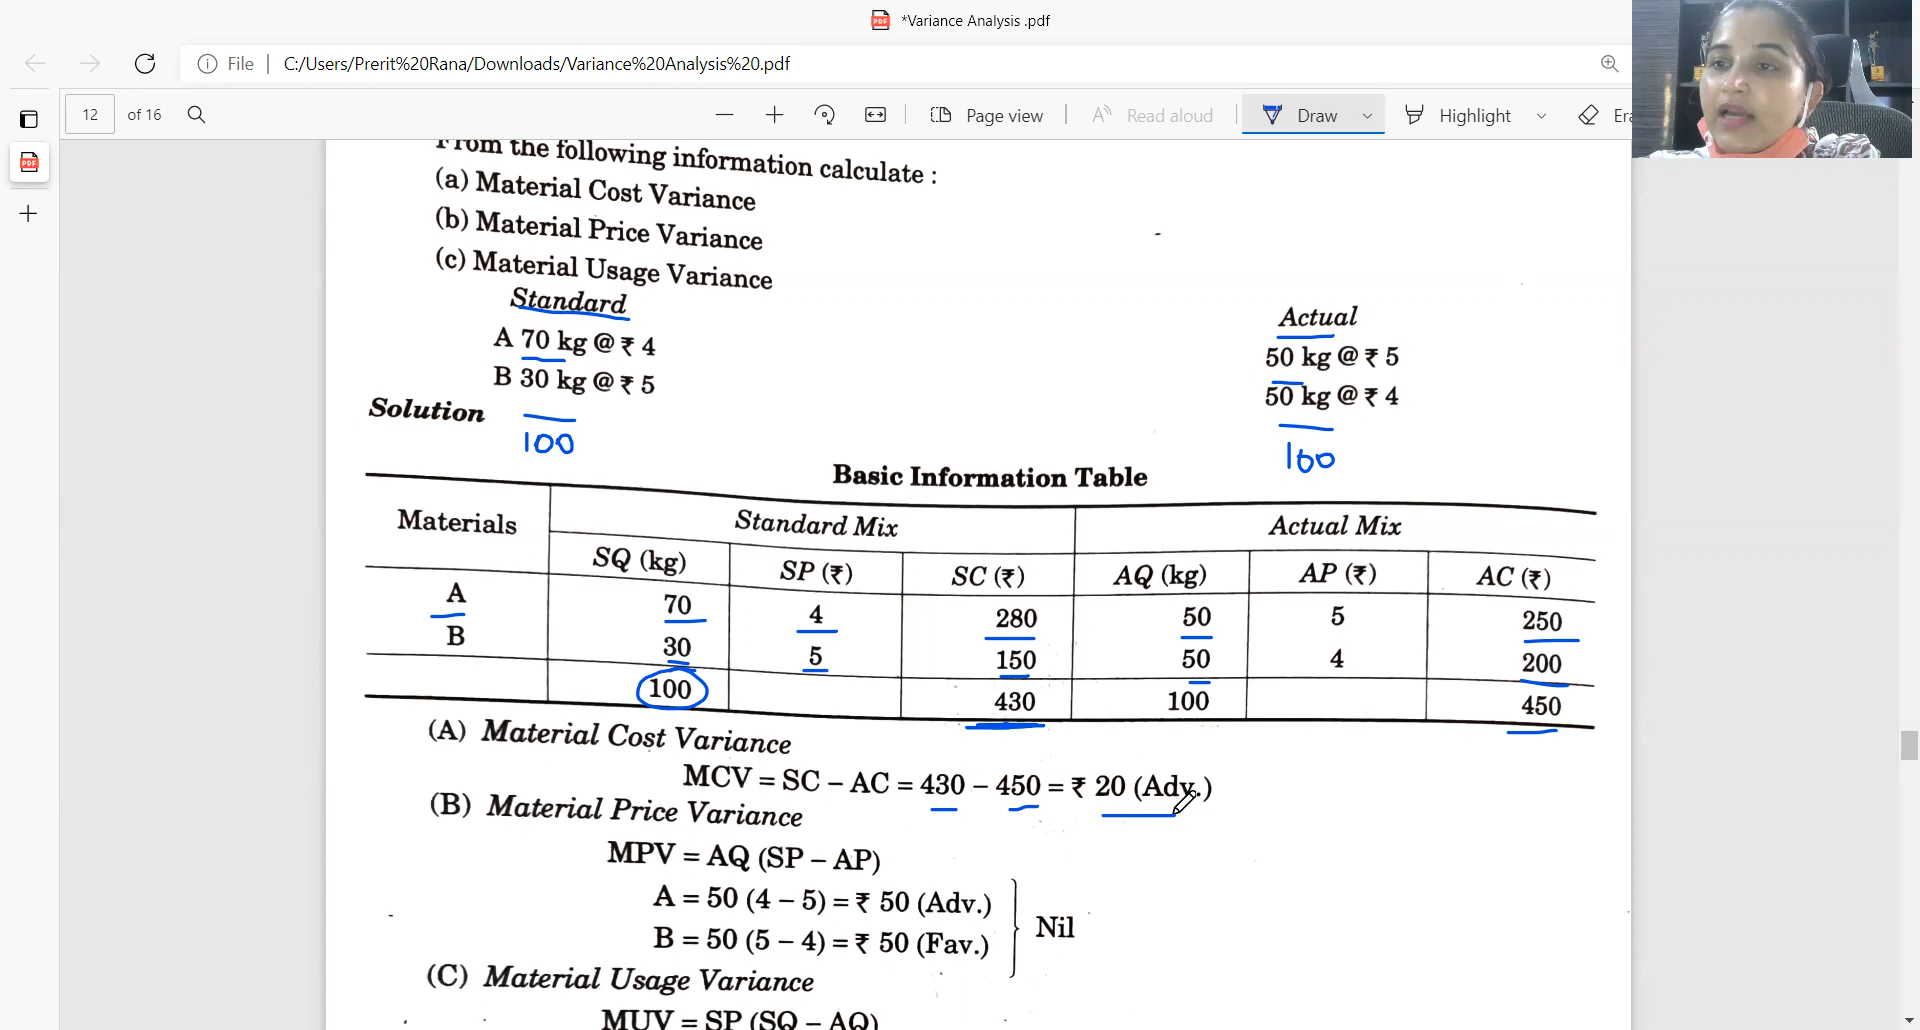 *Variance Analysis .pdf
File | C:/Users/Prerit%20Rana/Downloads/Variance%20Analysis%20.pdf
12 of 16 Page view Read aloud Draw Highlight
From the following information calculate :
(a) Material Cost Variance
(b) Material Price Variance
(c) Material Usage Variance
Standard Actual
A 70 kg @ ₹ 4 50 kg @ ₹ 5
B 30 kg @ ₹ 5 50 kg @ ₹ 4
Solution
100 100
Basic Information Table
Materials Standard Mix Actual Mix
SQ (kg) SP (₹) SC (₹) AQ (kg) AP (₹) AC (₹)
A 70 4 280 50 5 250
B 30 5 150 50 4 200
100 430 100 450
(A) Material Cost Variance
MCV = SC – AC = 430 – 450 = ₹ 20 (Adv.)
(B) Material Price Variance
MPV = AQ (SP – AP)
A = 50 (4 – 5) = ₹ 50 (Adv.)
B = 50 (5 – 4) = ₹ 50 (Fav.)
Nil
(C) Material Usage Variance
MUV = SP (SQ – AQ)